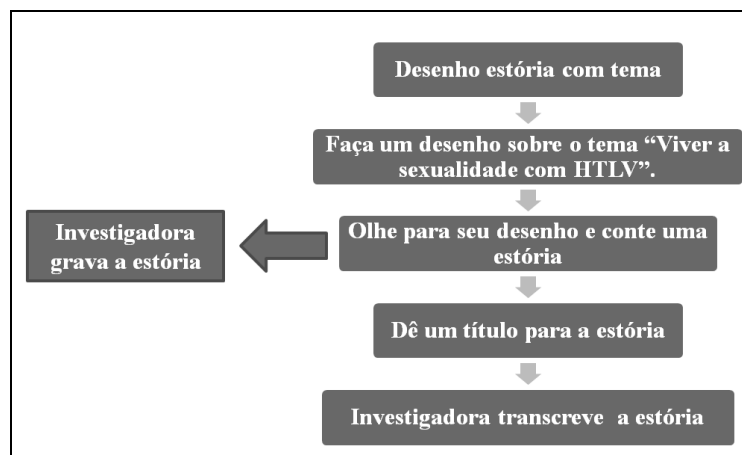 Desenho estória com tema
Faça um desenho sobre o tema “Viver a
sexualidade com HTLV”.
Olhe para seu desenho e conte uma
estória
Investigadora
grava a estória
Dê um título para a estória
Investigadora transcreve a estória